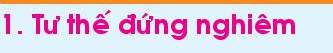 1. Tư thế đứng nghiêm